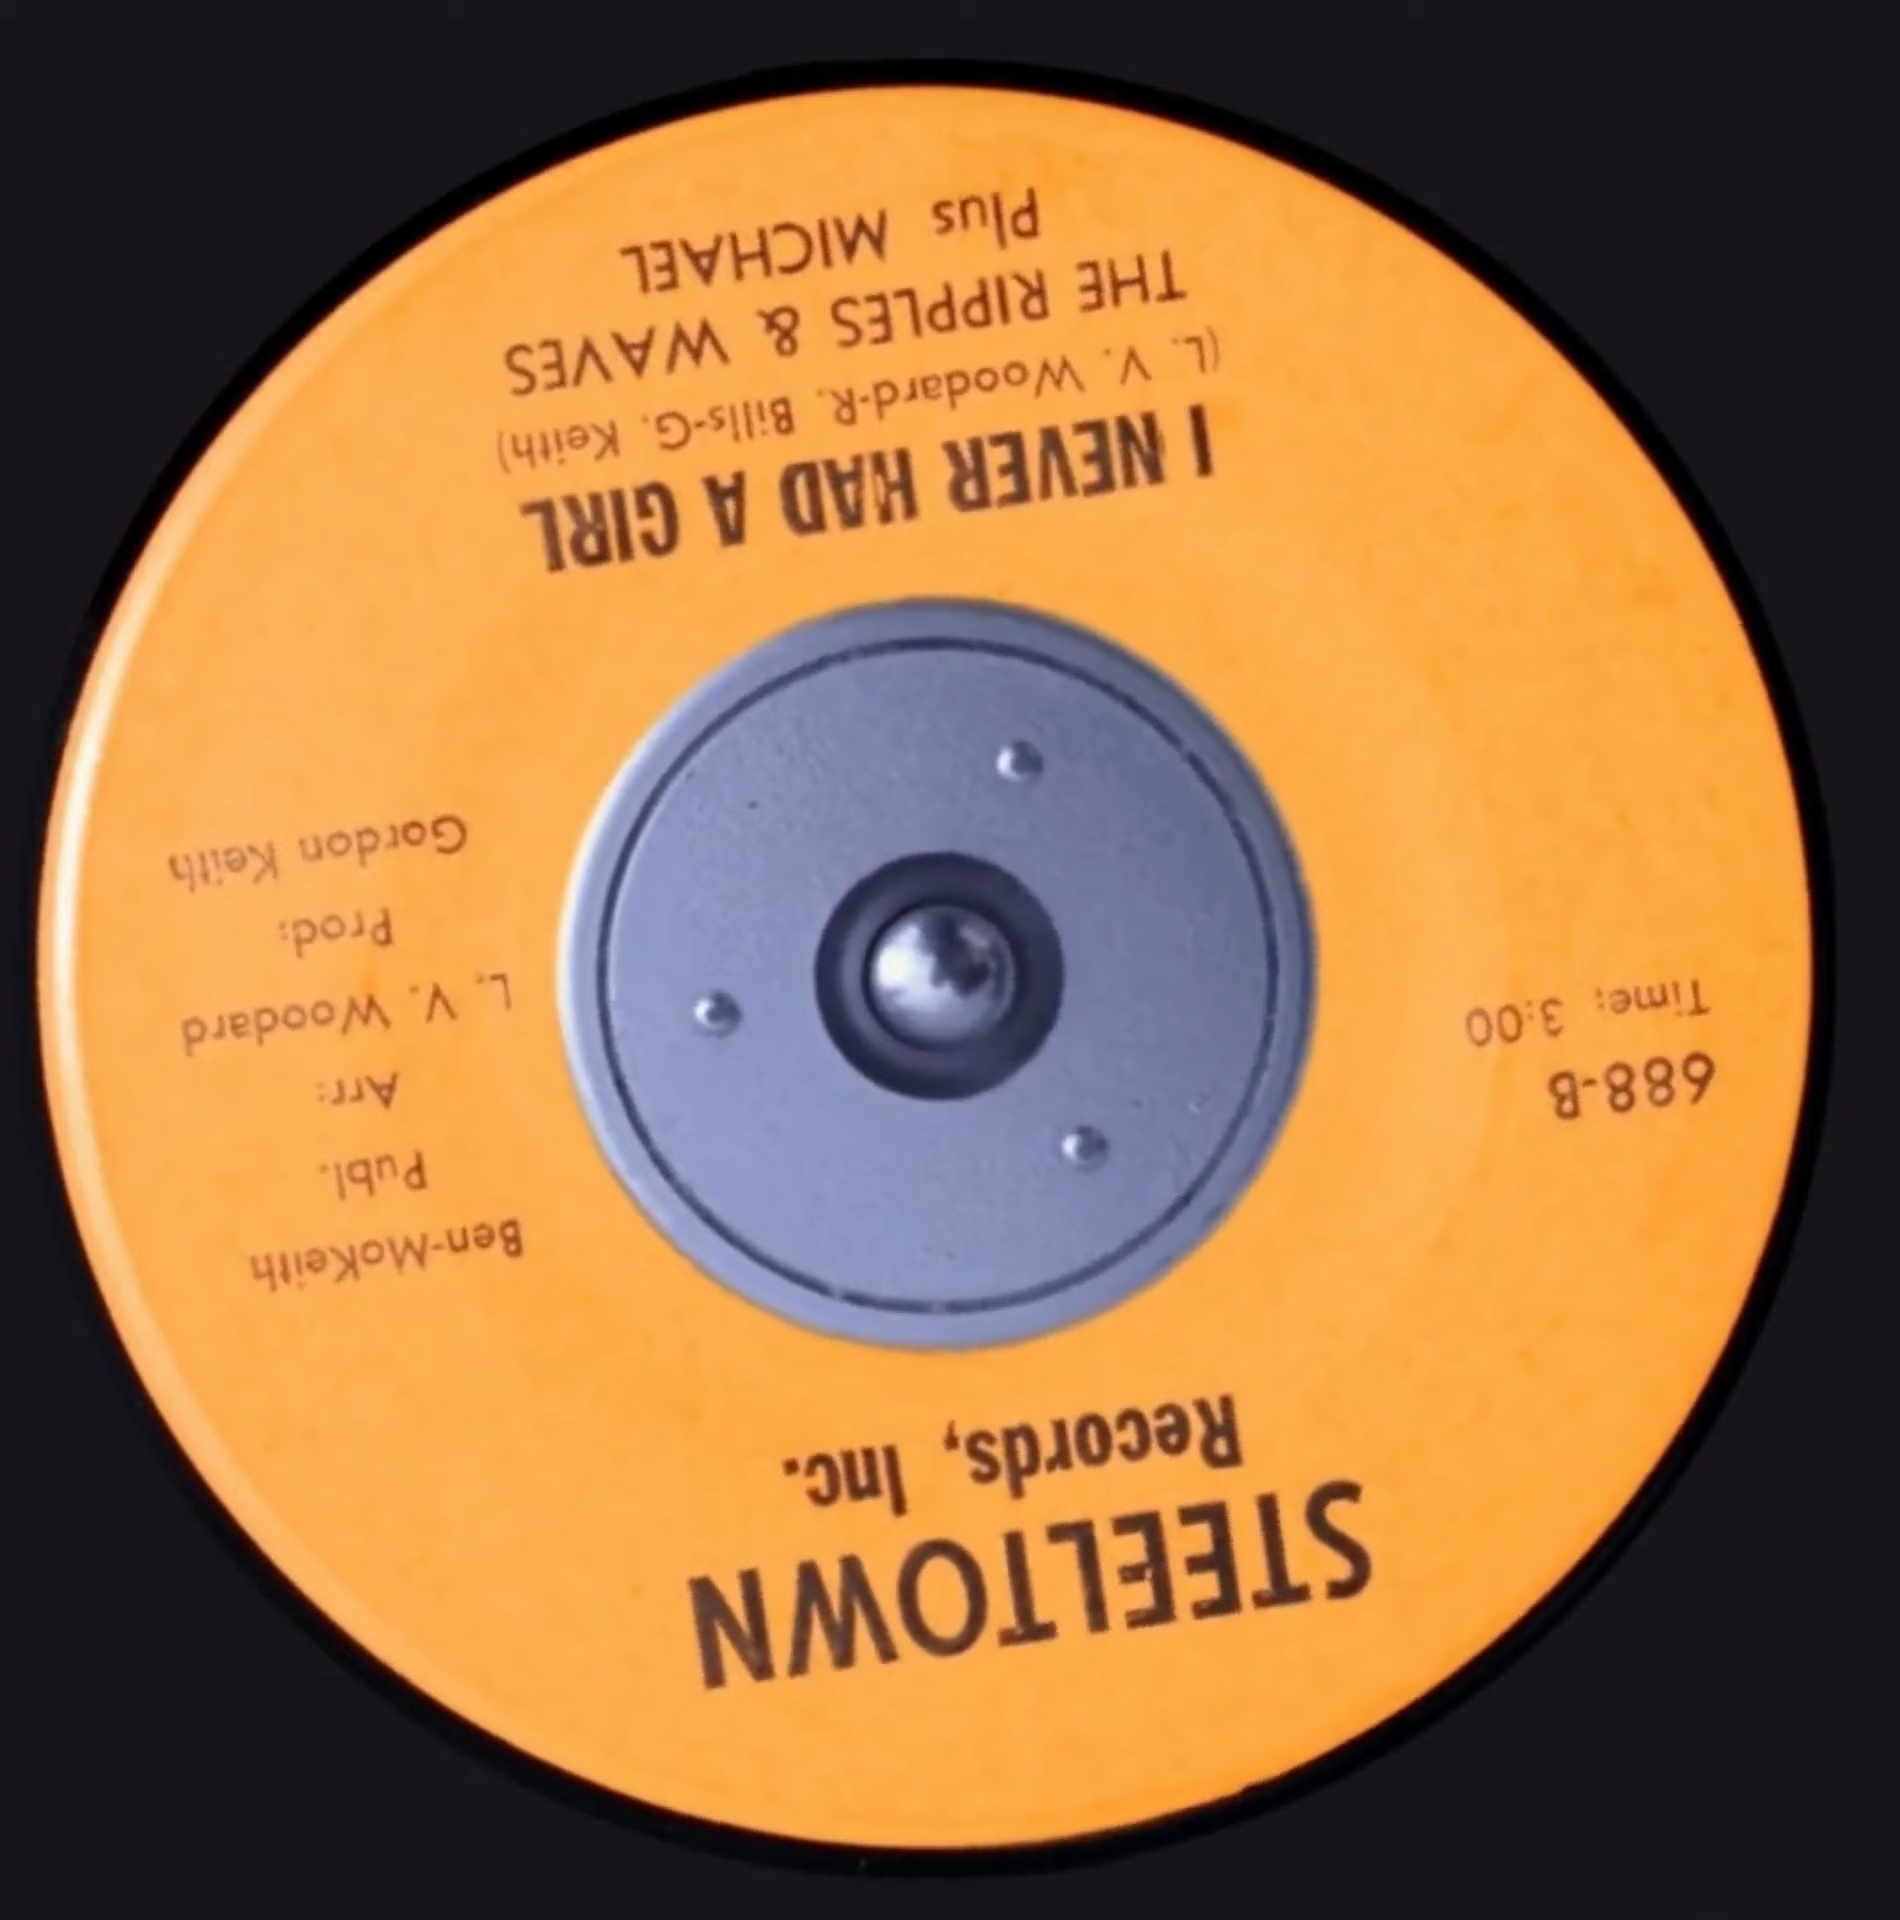 STEELTOWN
Records, Inc.
688-B
Time: 3:00
Ben-MoKeith
Publ.
Arr:
L. V. Woodard
Prod:
Gordon Keith
I NEVER HAD A GIRL
(L. V. Woodard-R. Bills-G. Keith)
THE RIPPLES & WAVES
Plus MICHAEL